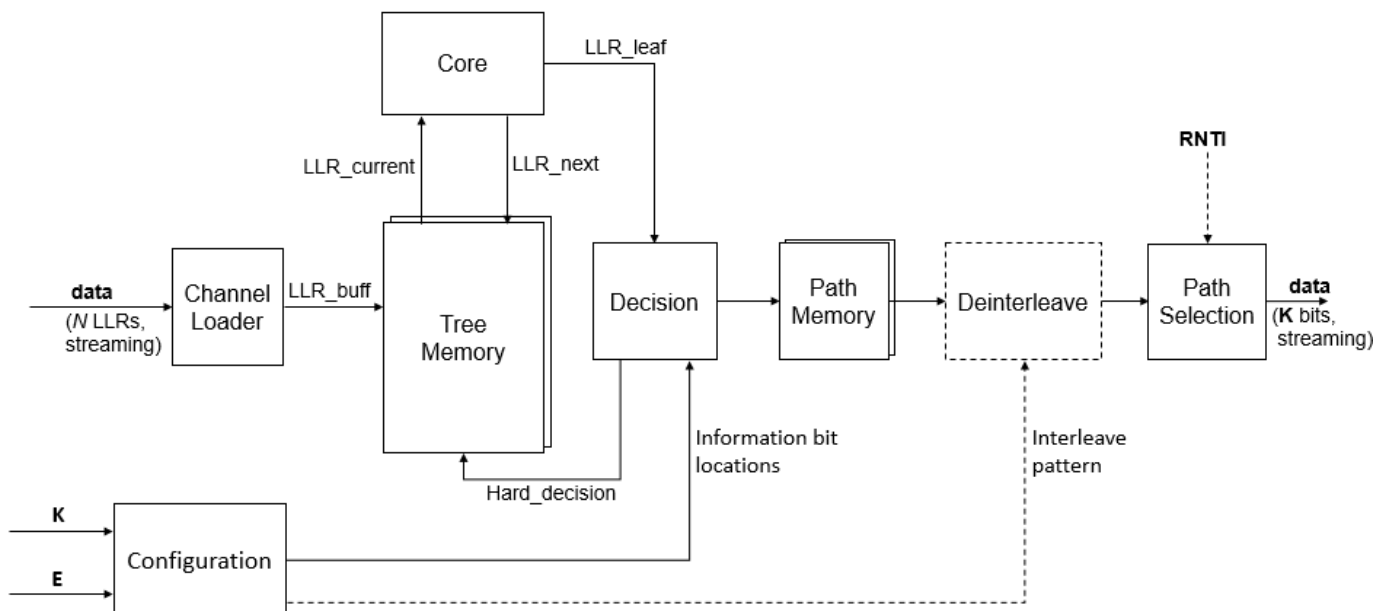 Core
LLR_leaf
LLR_current
LLR_next
RNTI
data
(N LLRs,
streaming)
Channel
Loader
LLR_buff
Tree
Memory
Decision
Path
Memory
Deinterleave
Path
Selection
data
(K bits,
streaming)
Hard_decision
Information bit
locations
Interleave
pattern
K
E
Configuration